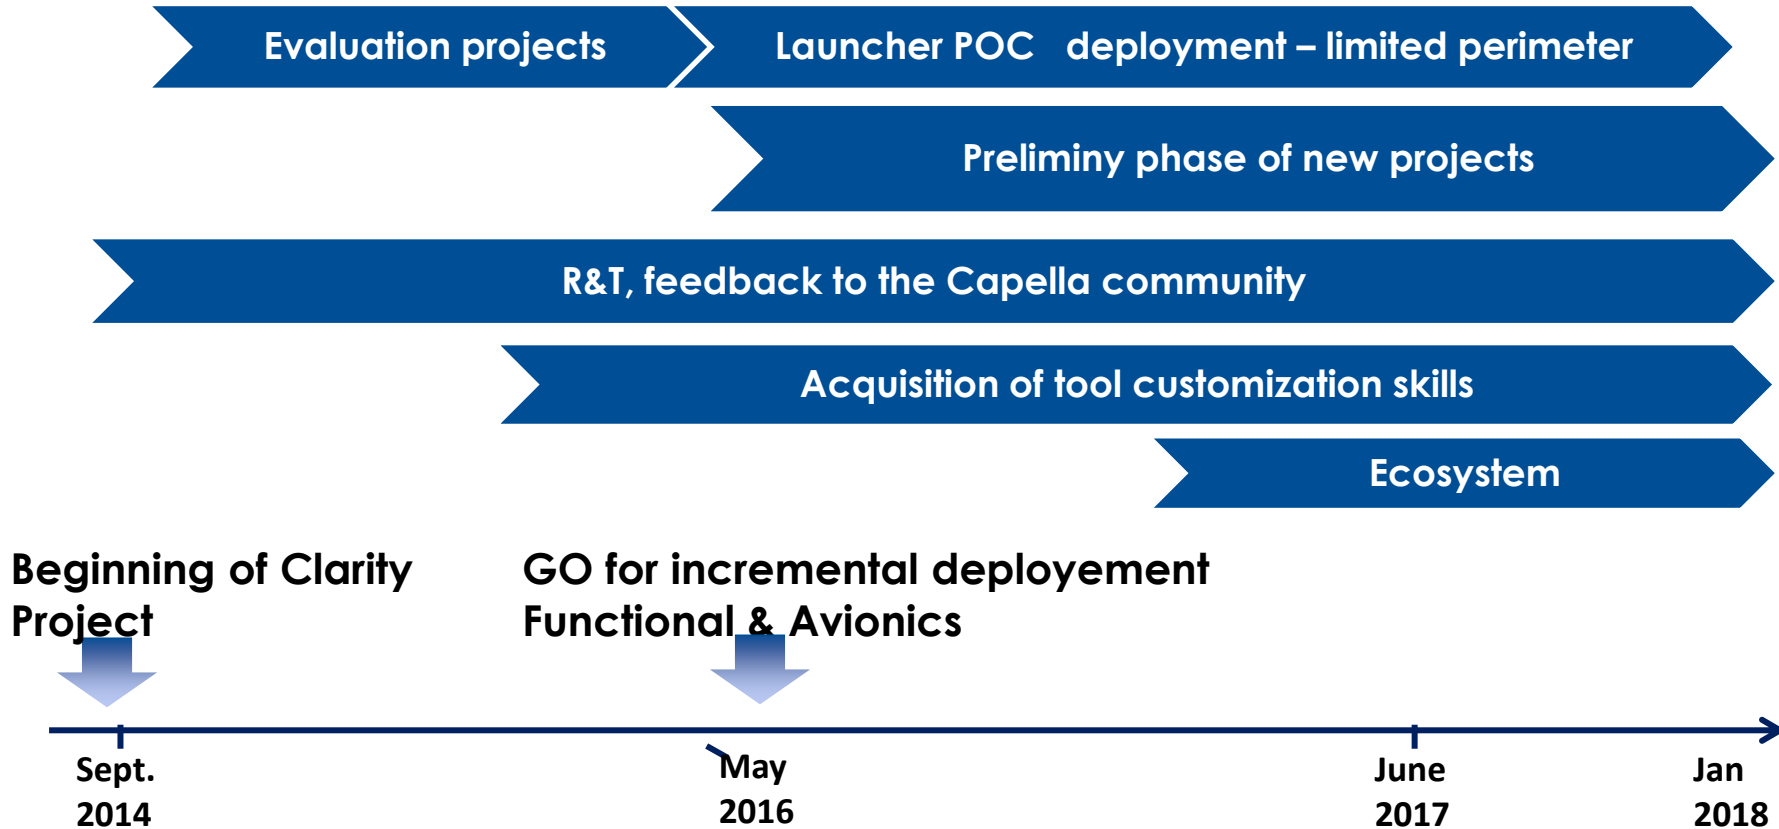 Evaluation projects
Launcher POC deployment – limited perimeter
Preliminy phase of new projects
R&T, feedback to the Capella community
Acquisition of tool customization skills
Ecosystem
Beginning of Clarity
Project
GO for incremental deployement
Functional & Avionics
Sept.
2014
May
2016
June
2017
Jan
2018